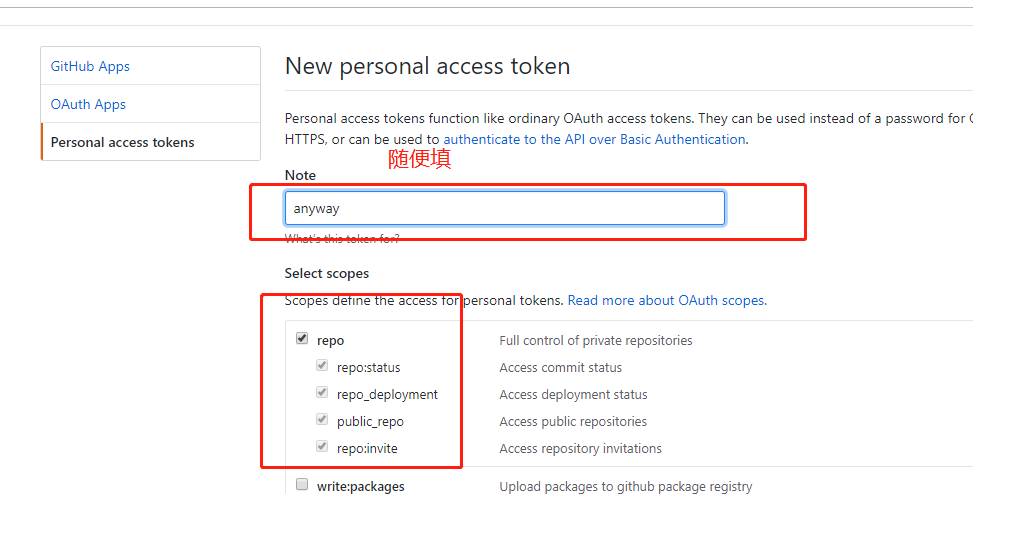 GitHub Apps
OAuth Apps
Personal access tokens
New personal access token
Personal access tokens function like ordinary OAuth access tokens. They can be used instead of a password for
HTTPS, or can be used to authenticate to the API over Basic Authentication.
随便填
Note
anyway
What's this token for?
Select scopes
Scopes define the access for personal tokens. Read more about OAuth scopes.
repo Full control of private repositories
repo:status Access commit status
repo_deployment Access deployment status
public_repo Access public repositories
repo:invite Access repository invitations
write:packages Upload packages to github package registry